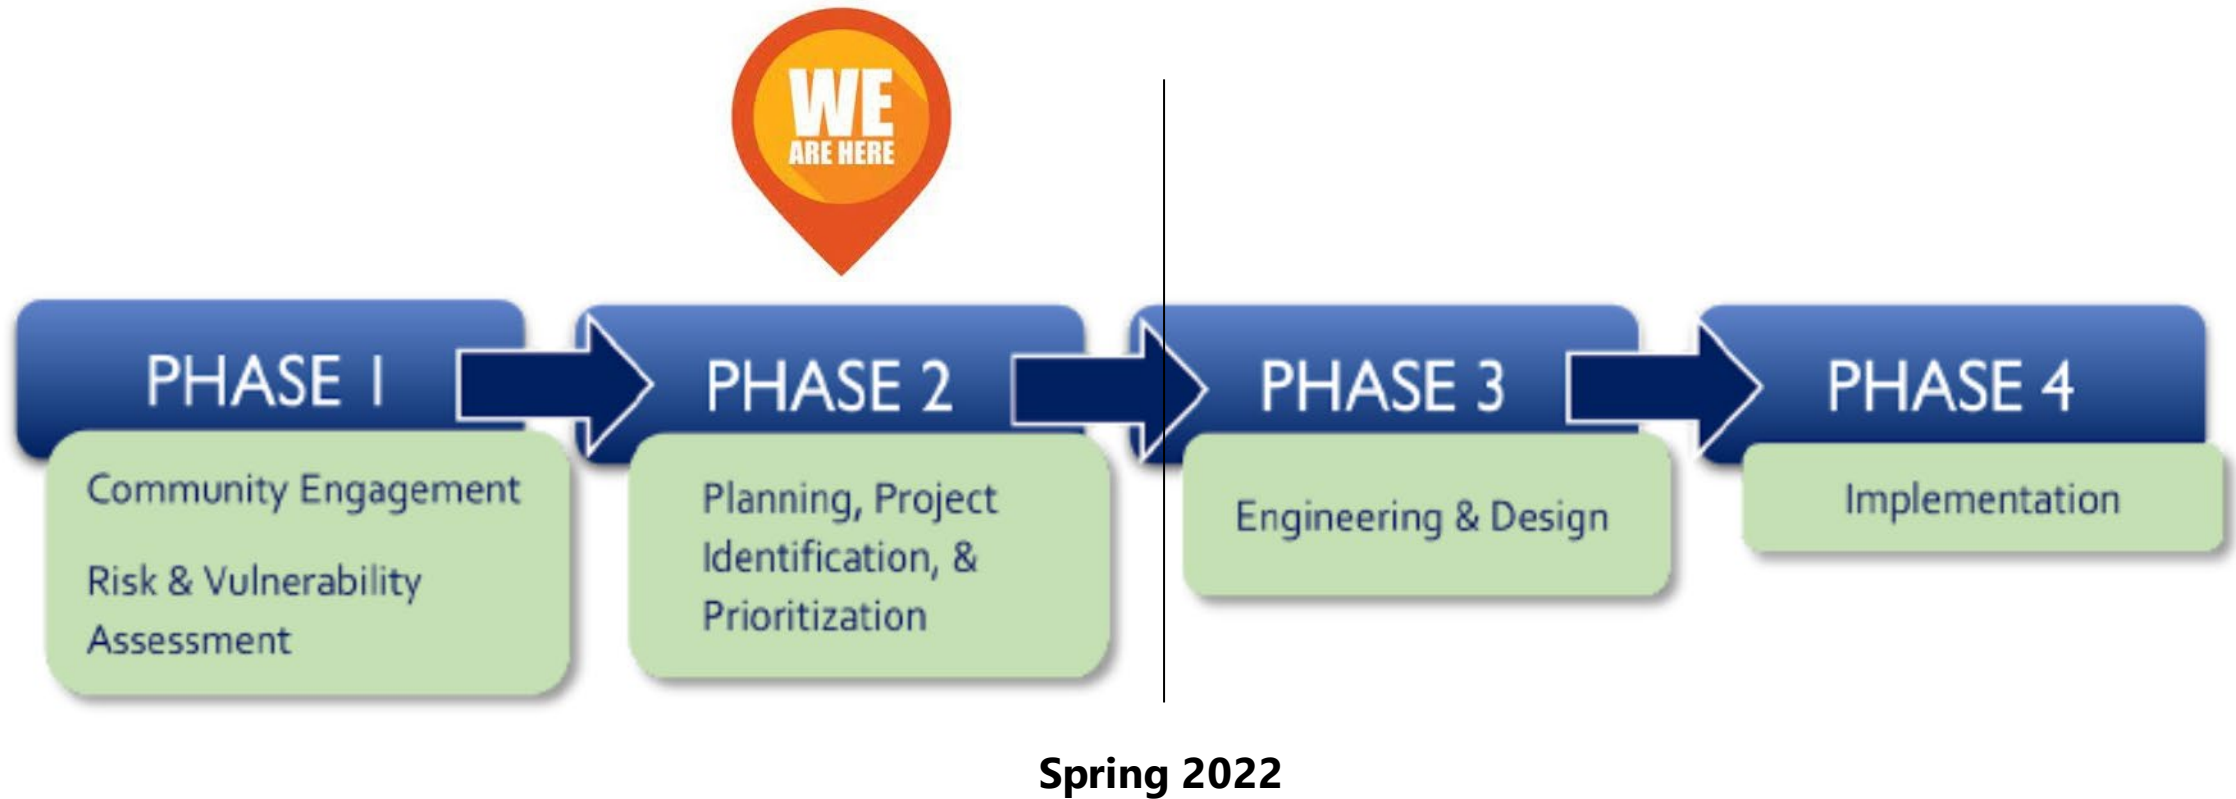 WE
ARE HERE
PHASE 1
PHASE 2
PHASE 3
PHASE 4
Community Engagement
Risk & Vulnerability
Assessment
Planning, Project
Identification, &
Prioritization
Engineering & Design
Implementation
Spring 2022